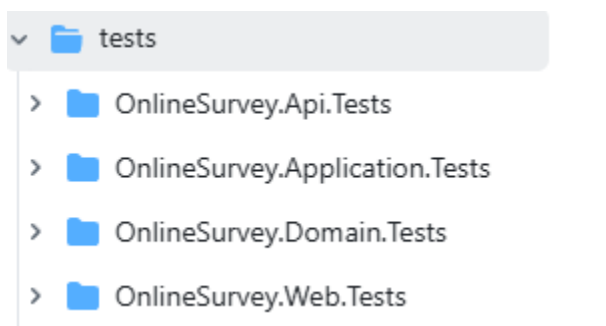 tests
OnlineSurvey.Api.Tests
OnlineSurvey.Application.Tests
OnlineSurvey.Domain.Tests
OnlineSurvey.Web.Tests